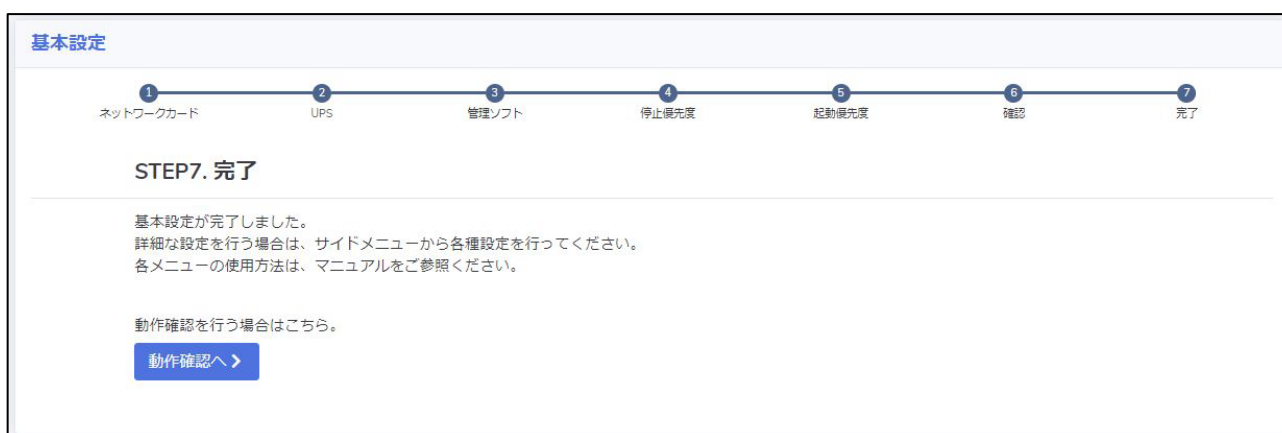 基本設定
1 2 3 4 5 6 7
ネットワークカード UPS 管理ソフト 停止優先度 起動優先度 確認 完了
STEP7. 完了
基本設定が完了しました。
詳細な設定を行う場合は、サイドメニューから各種設定を行ってください。
各メニューの使用方法は、マニュアルをご参照ください。
動作確認を行う場合はこちら。
動作確認へ